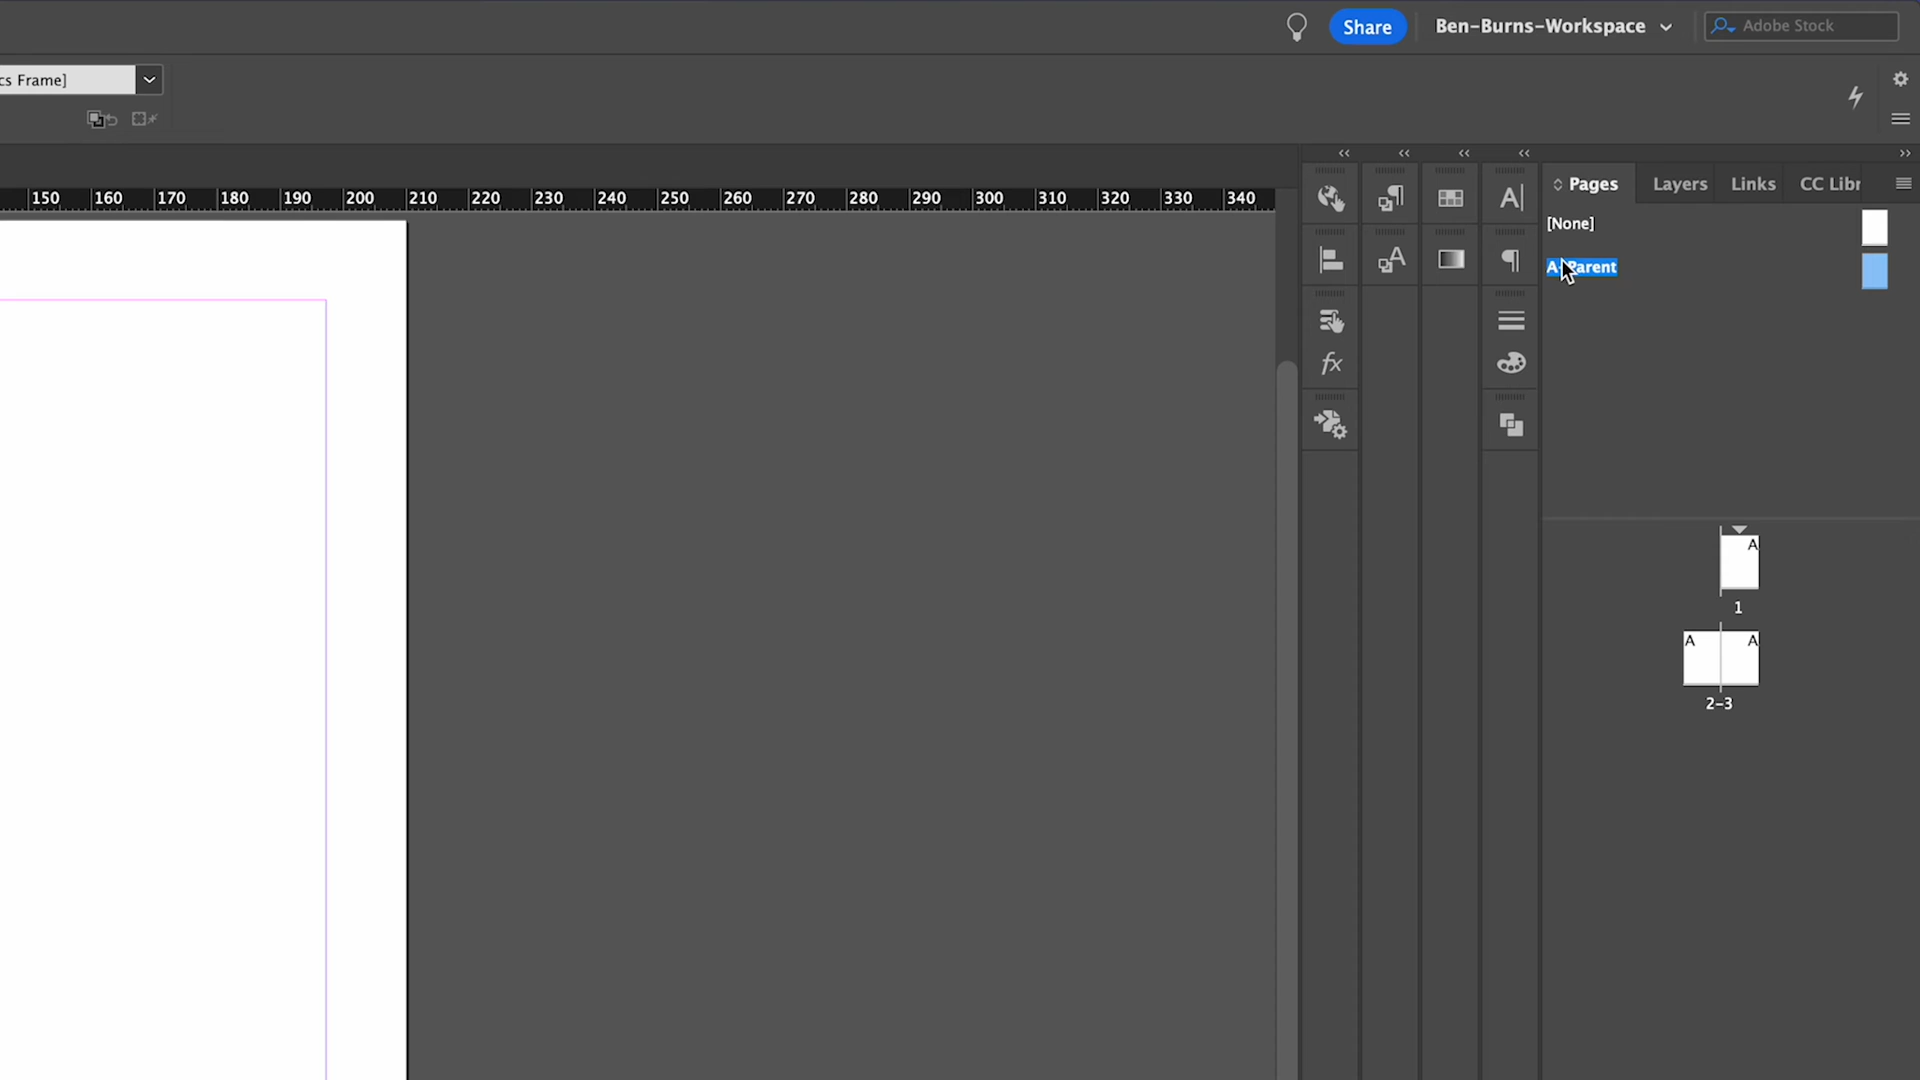 Share
Ben-Burns-Workspace
Adobe Stock
cs Frame]
150 160 170 180 190 200 210 220 230 240 250 260 270 280 290 300 310 320 330 340
Pages Layers Links CC Libr
[None]
A-Parent
A
1
A A
2-3